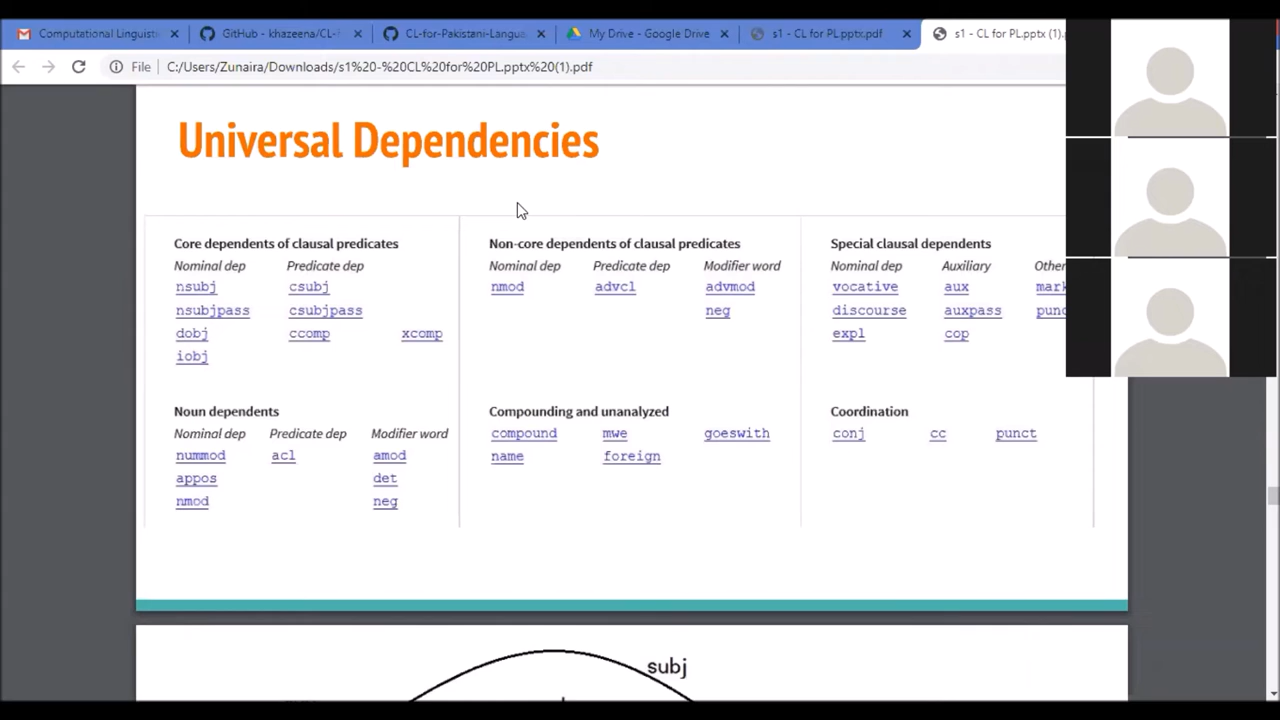 Computational Linguisti
GitHub - khazeena/CL-
CL-for-Pakistani-Langua
My Drive - Google Drive
s1 - CL for PL.pptx.pdf
s1 - CL for PL.pptx (1).
File C:/Users/Zunaira/Downloads/s1%20-%20CL%20for%20PL.pptx%20(1).pdf
Universal Dependencies
Core dependents of clausal predicates
Nominal dep Predicate dep
nsubj csubj
nsubjpass csubjpass
dobj ccomp xcomp
iobj
Non-core dependents of clausal predicates
Nominal dep Predicate dep Modifier word
nmod advcl advmod
neg
Special clausal dependents
Nominal dep Auxiliary Other
vocative aux mark
discourse auxpass punc
expl cop
Noun dependents
Nominal dep Predicate dep Modifier word
nummod acl amod
appos det
nmod neg
Compounding and unanalyzed
compound mwe goeswith
name foreign
Coordination
conj cc punct
subj